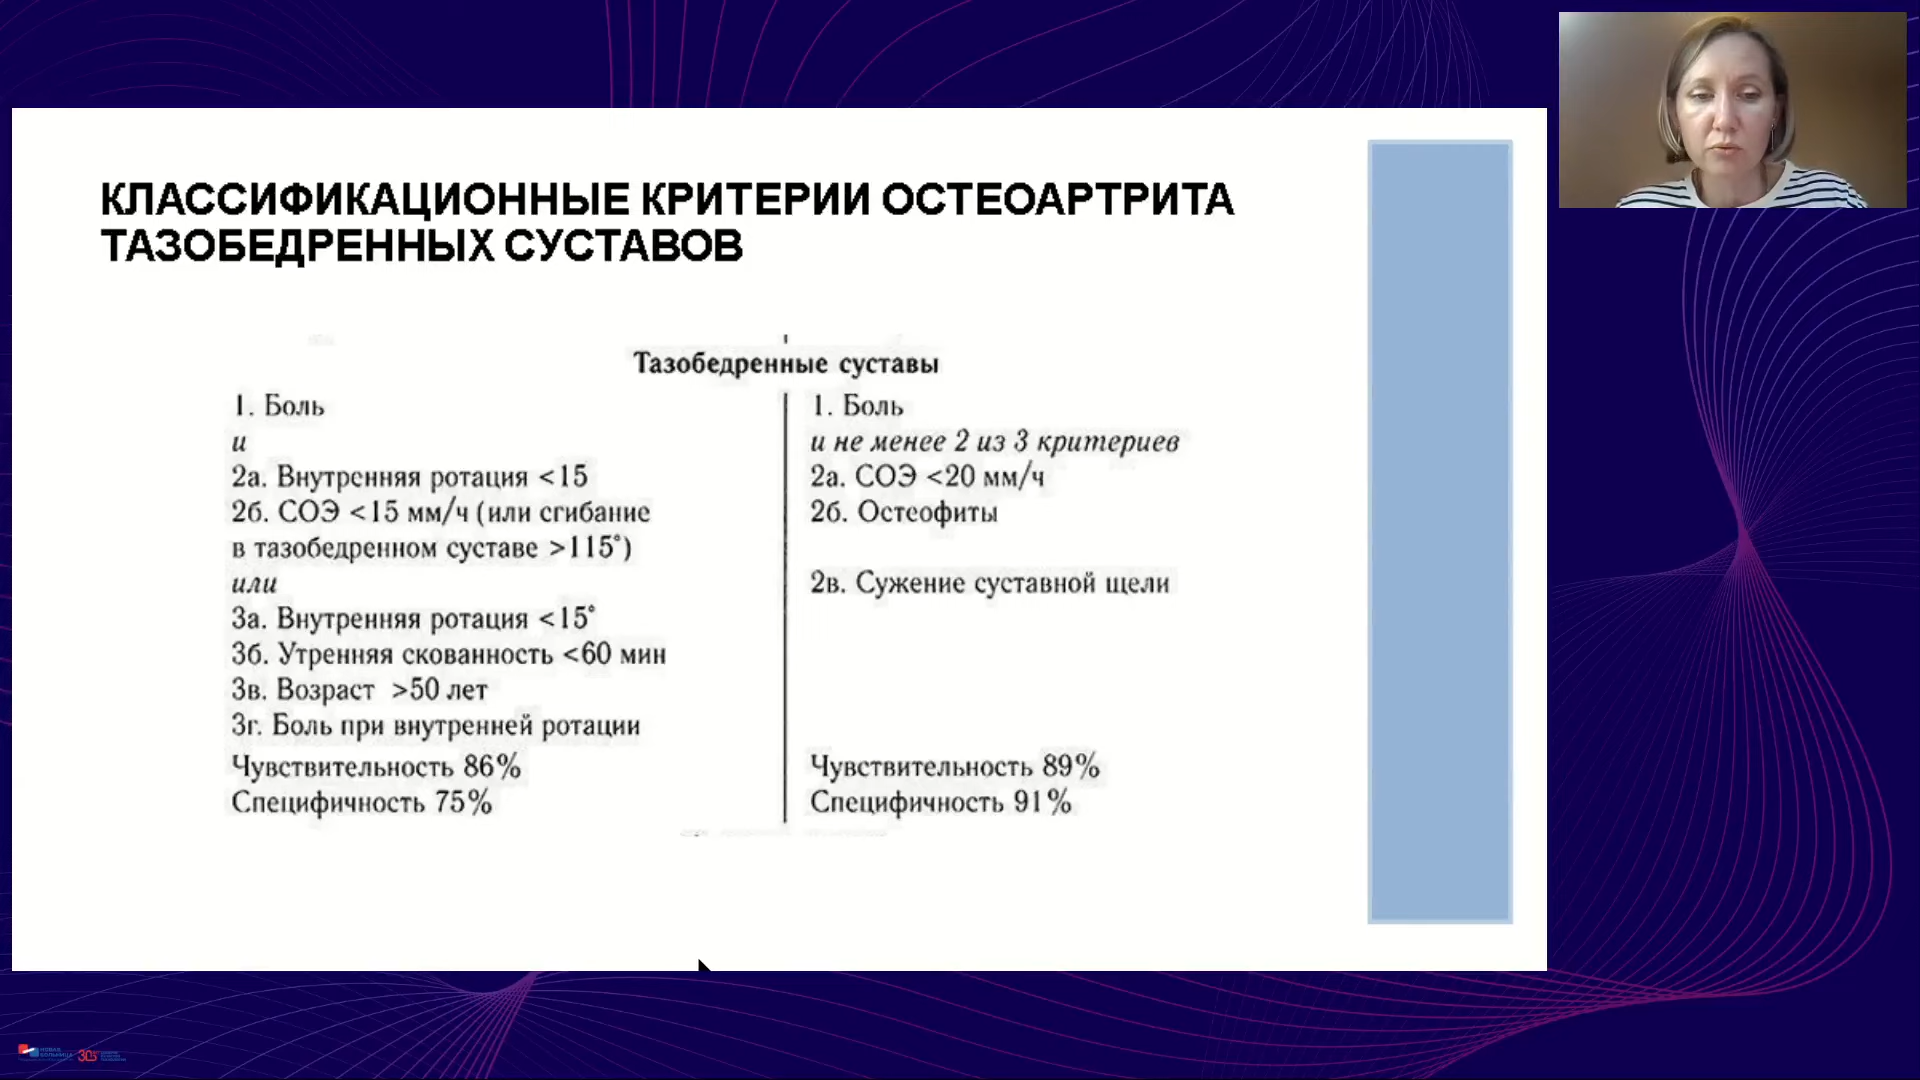 КЛАССИФИКАЦИОННЫЕ КРИТЕРИИ ОСТЕОАРТРИТА
ТАЗОБЕДРЕННЫХ СУСТАВОВ
Тазобедренные суставы
1. Боль
и
2а. Внутренняя ротация <15
2б. СОЭ <15 мм/ч (или сгибание
в тазобедренном суставе >115°)
или
3а. Внутренняя ротация <15°
3б. Утренняя скованность <60 мин
3в. Возраст >50 лет
3г. Боль при внутренней ротации
Чувствительность 86%
Специфичность 75%
1. Боль
и не менее 2 из 3 критериев
2а. СОЭ <20 мм/ч
2б. Остеофиты
2в. Сужение суставной щели
Чувствительность 89%
Специфичность 91%
НОВАЯ
БОЛЬНИЦА